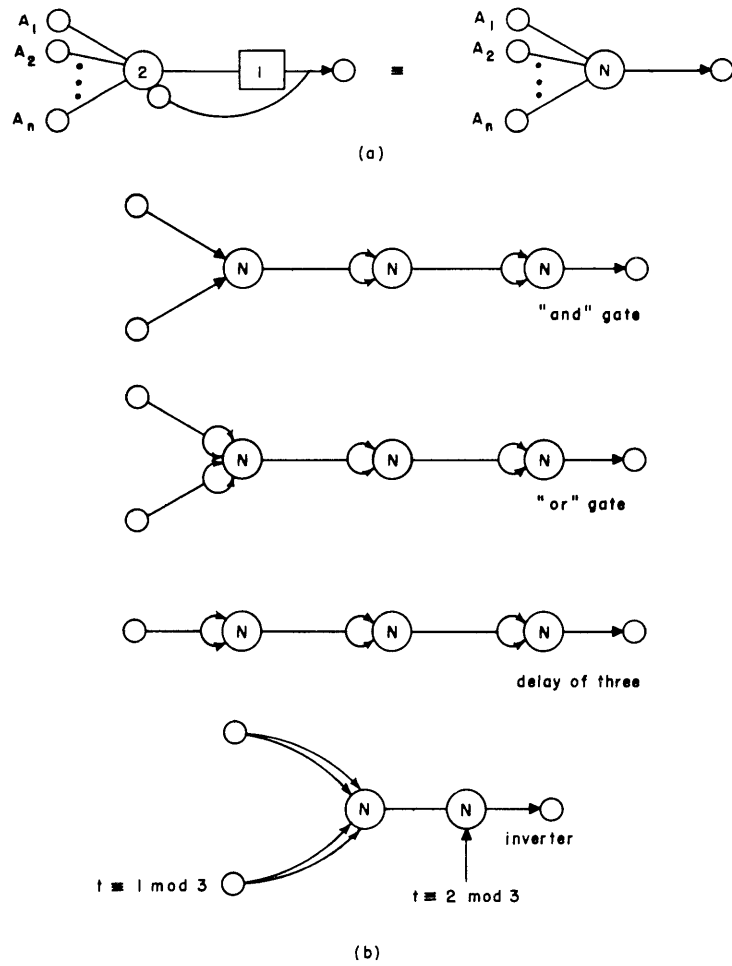 A1
A2
An
2
1
≡
A1
A2
An
N
(a)
N N N
"and" gate
N N N
"or" gate
N N N
delay of three
N N
inverter
t ≡ 1 mod 3
t ≡ 2 mod 3
(b)